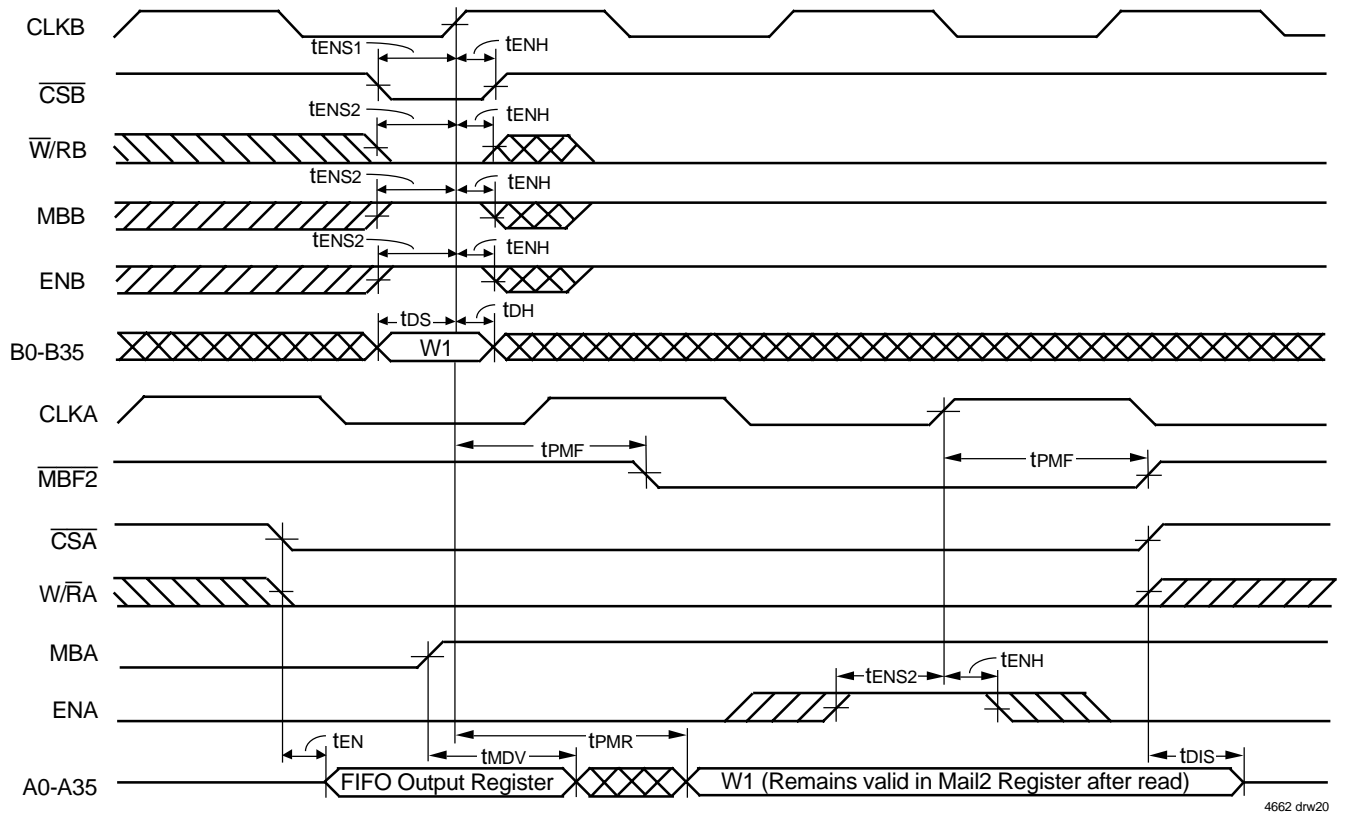 CLKB
tENS1 tENH
CSB
tENS2 tENH
W/RB
tENS2 tENH
MBB
tENS2 tENH
ENB
tDS tDH
B0-B35 W1
CLKA
tPMF tPMF
MBF2
CSA
W/RA
MBA
tENS2 tENH
ENA
tEN tMDV tPMR tDIS
A0-A35 FIFO Output Register W1 (Remains valid in Mail2 Register after read)
4662 drw20